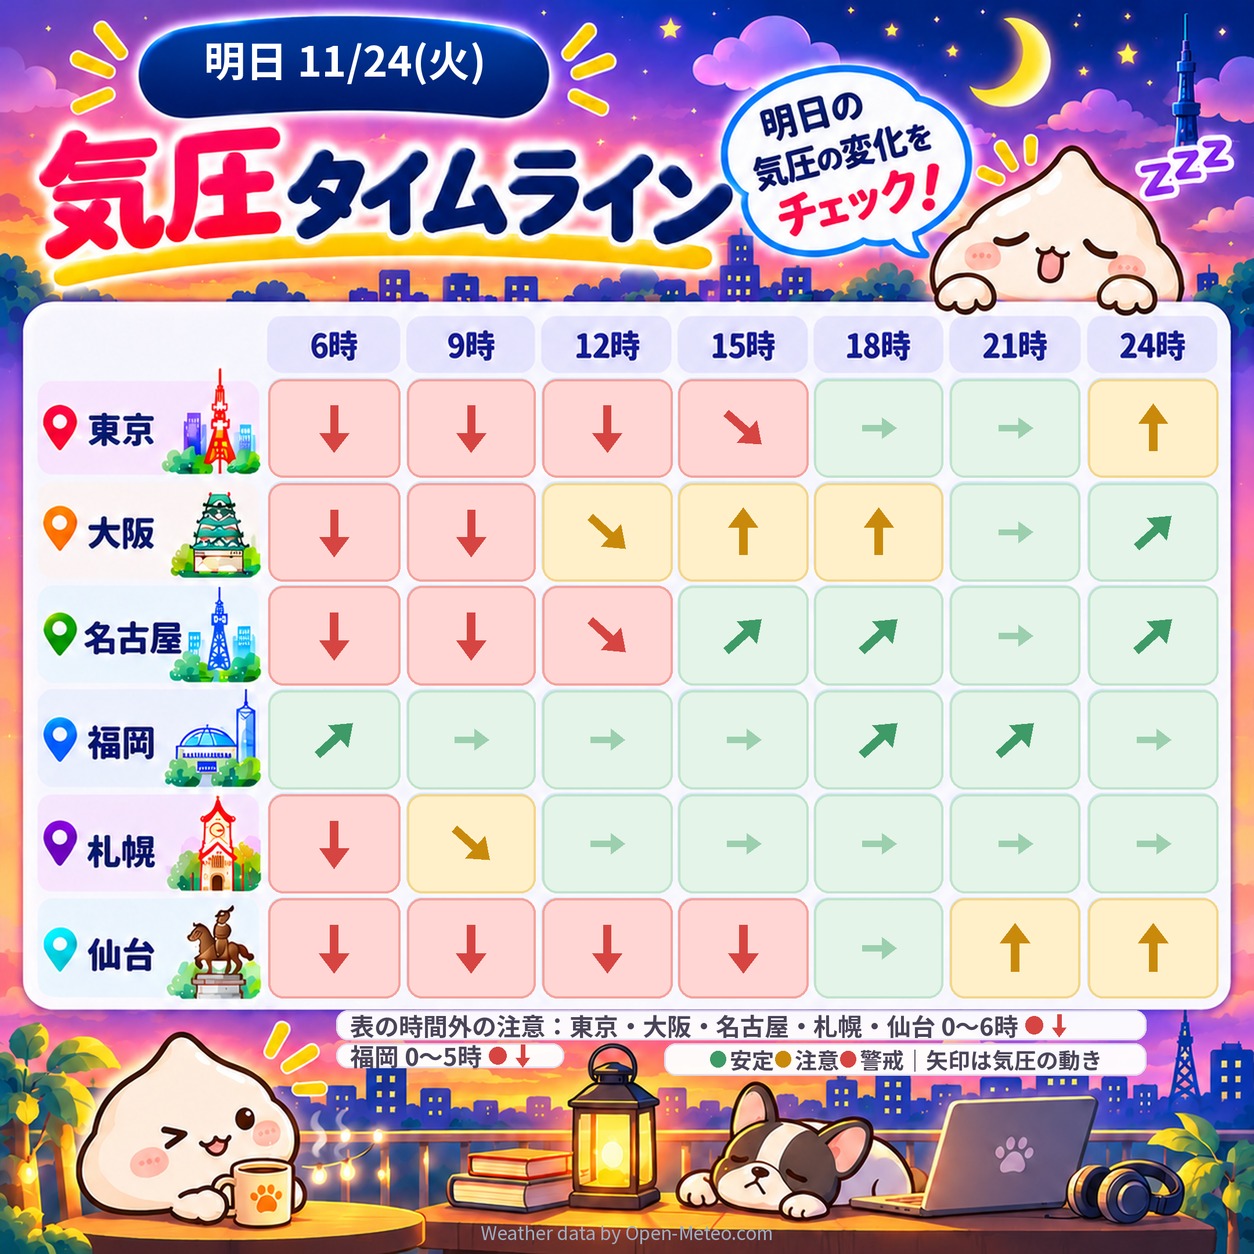 明日 11/24(火)
気圧タイムライン
明日の
気圧の変化を
チェック!
zzz
6時 9時 12時 15時 18時 21時 24時
東京 ↓ ↓ ↓ ↘ → → ↑
大阪 ↓ ↓ ↘ ↑ ↑ → ↗
名古屋 ↓ ↓ ↘ ↗ ↗ → ↗
福岡 ↗ → → → ↗ ↗ →
札幌 ↓ ↘ → → → → →
仙台 ↓ ↓ ↓ ↓ → ↑ ↑
表の時間外の注意：東京・大阪・名古屋・札幌・仙台 0〜6時 ●↓
福岡 0〜5時 ●↓
●安定●注意●警戒｜矢印は気圧の動き
Weather data by Open-Meteo.com